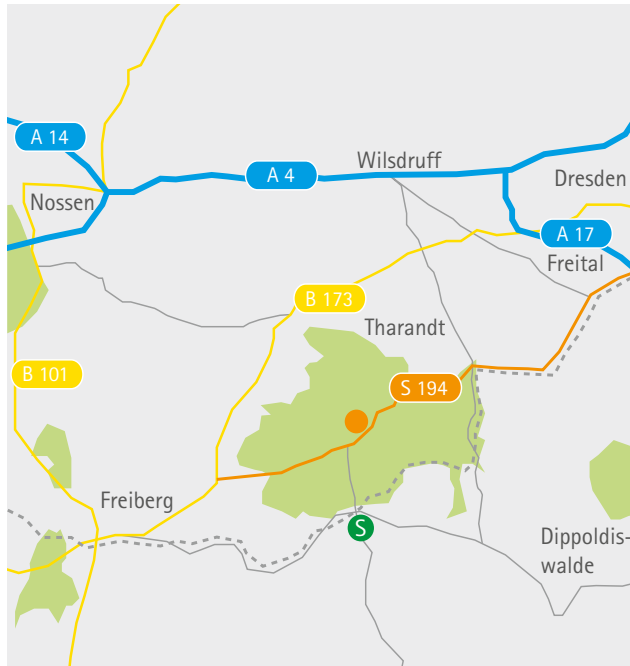 A 14
Wilsdruff
A 4
Dresden
Nossen
A 17
Freital
B 173
Tharandt
B 101
S 194
Freiberg
S
Dippoldis-
walde